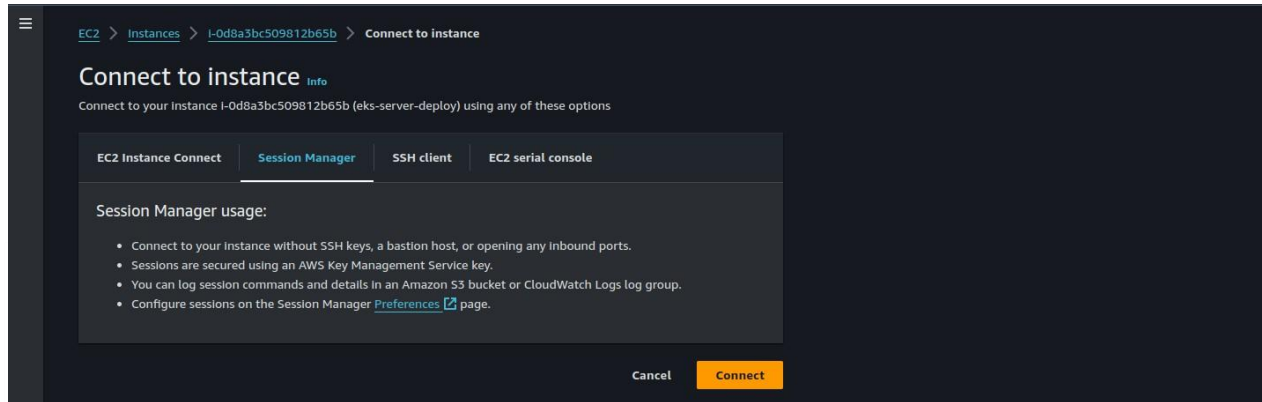 EC2 > Instances > i-0d8a3bc509812b65b > Connect to instance
Connect to instance Info
Connect to your instance i-0d8a3bc509812b65b (eks-server-deploy) using any of these options
EC2 Instance Connect Session Manager SSH client EC2 serial console
Session Manager usage:
• Connect to your instance without SSH keys, a bastion host, or opening any inbound ports.
• Sessions are secured using an AWS Key Management Service key.
• You can log session commands and details in an Amazon S3 bucket or CloudWatch Logs log group.
• Configure sessions on the Session Manager Preferences page.
Cancel Connect